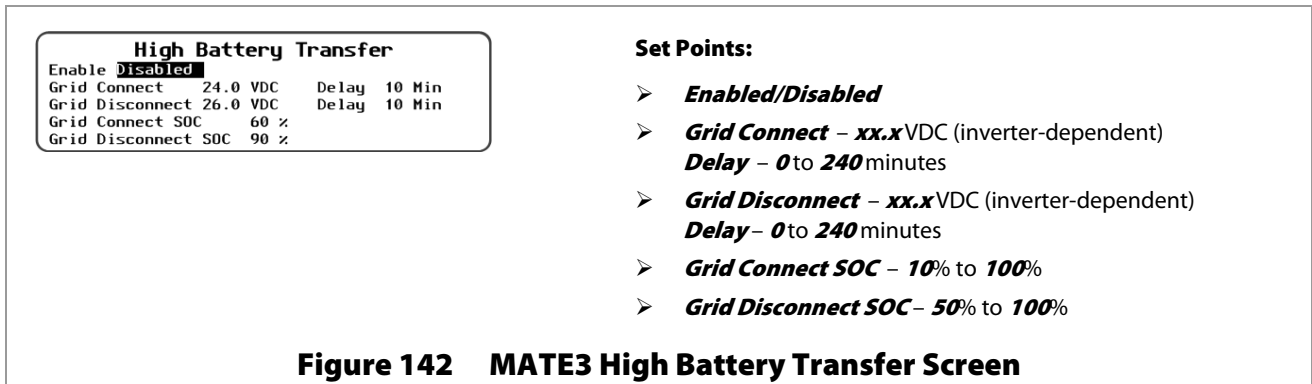 High Battery Transfer
Enable Disabled
Grid Connect 24.0 VDC Delay 10 Min
Grid Disconnect 26.0 VDC Delay 10 Min
Grid Connect SOC 60 %
Grid Disconnect SOC 90 %
Set Points:
➢ Enabled/Disabled
➢ Grid Connect – xx.x VDC (inverter-dependent)
Delay – 0 to 240 minutes
➢ Grid Disconnect – xx.x VDC (inverter-dependent)
Delay – 0 to 240 minutes
➢ Grid Connect SOC – 10% to 100%
➢ Grid Disconnect SOC – 50% to 100%
Figure 142 MATE3 High Battery Transfer Screen